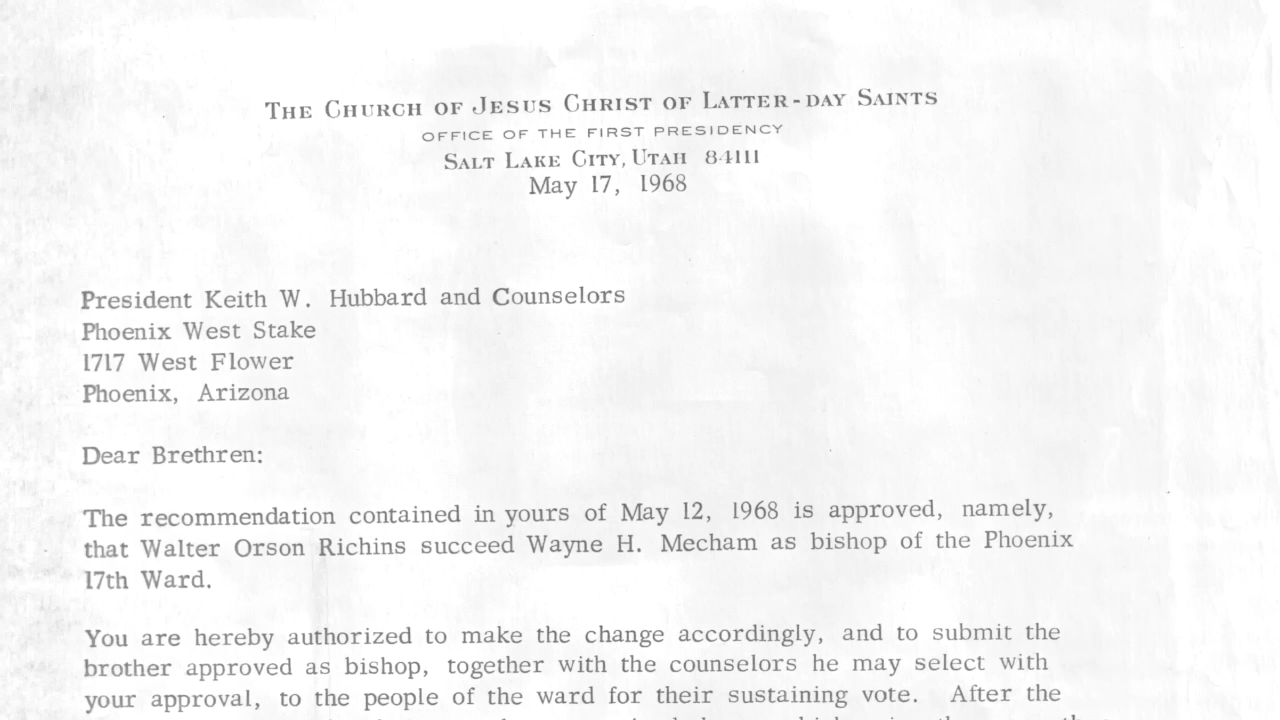 THE CHURCH OF JESUS CHRIST OF LATTER-DAY SAINTS
OFFICE OF THE FIRST PRESIDENCY
SALT LAKE CITY, UTAH 84111
May 17, 1968
President Keith W. Hubbard and Counselors
Phoenix West Stake
1717 West Flower
Phoenix, Arizona
Dear Brethren:
The recommendation contained in yours of May 12, 1968 is approved, namely,
that Walter Orson Richins succeed Wayne H. Mecham as bishop of the Phoenix
17th Ward.
You are hereby authorized to make the change accordingly, and to submit the
brother approved as bishop, together with the counselors he may select with
your approval, to the people of the ward for their sustaining vote. After the